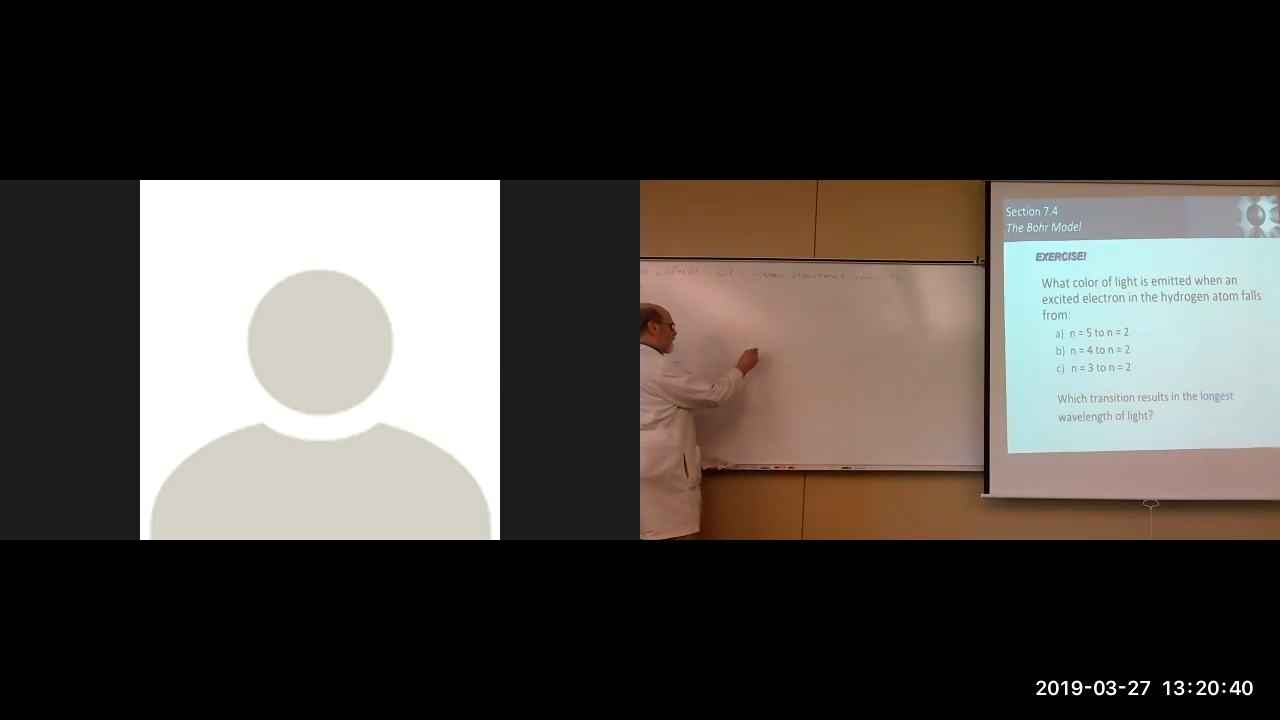 Section 7.4
The Bohr Model
EXERCISE!
What color of light is emitted when an
excited electron in the hydrogen atom falls
from:
a) n = 5 to n = 2
b) n = 4 to n = 2
c) n = 3 to n = 2
Which transition results in the longest
wavelength of light?
2019-03-27 13:20:40